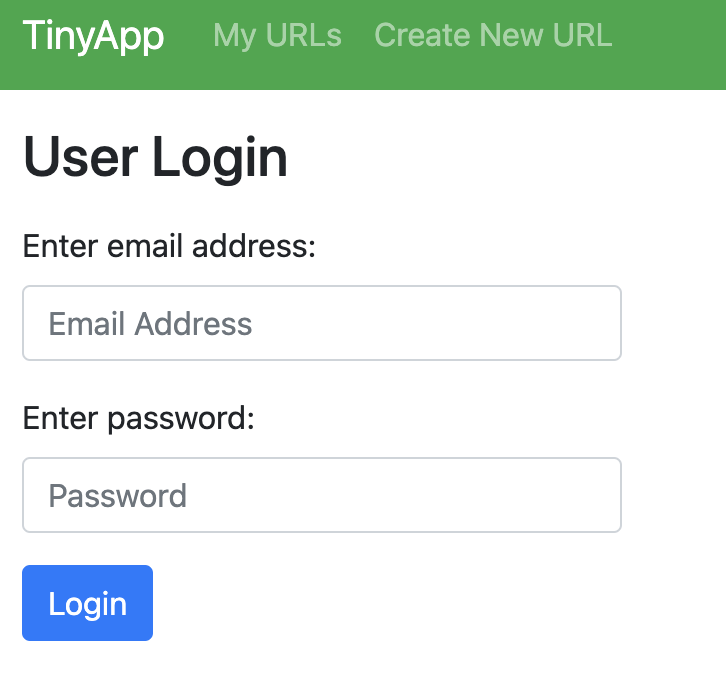 TinyApp My URLs Create New URL
User Login
Enter email address:
Email Address
Enter password:
Password
Login